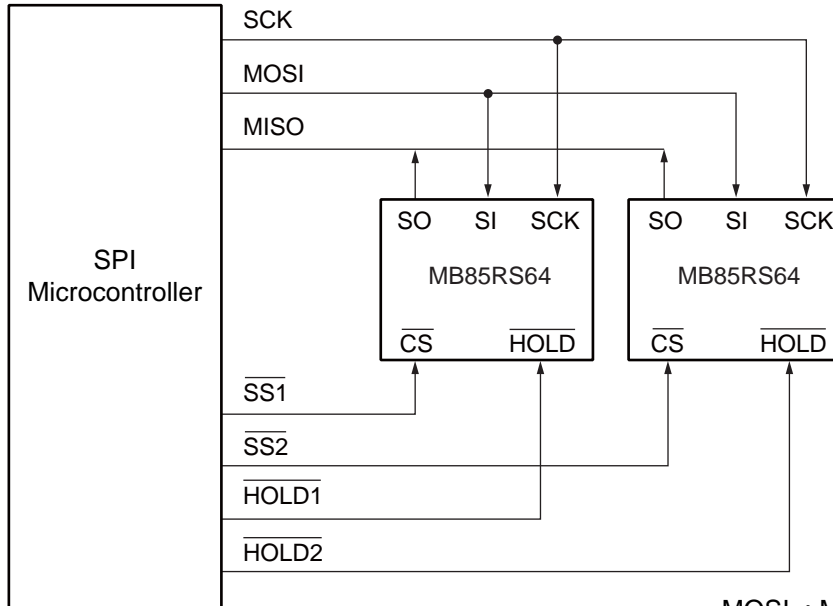 SCK
MOSI
MISO
SO SI SCK
SO SI SCK
SPI
Microcontroller
MB85RS64
MB85RS64
CS HOLD
CS HOLD
SS1
SS2
HOLD1
HOLD2
MOSI :